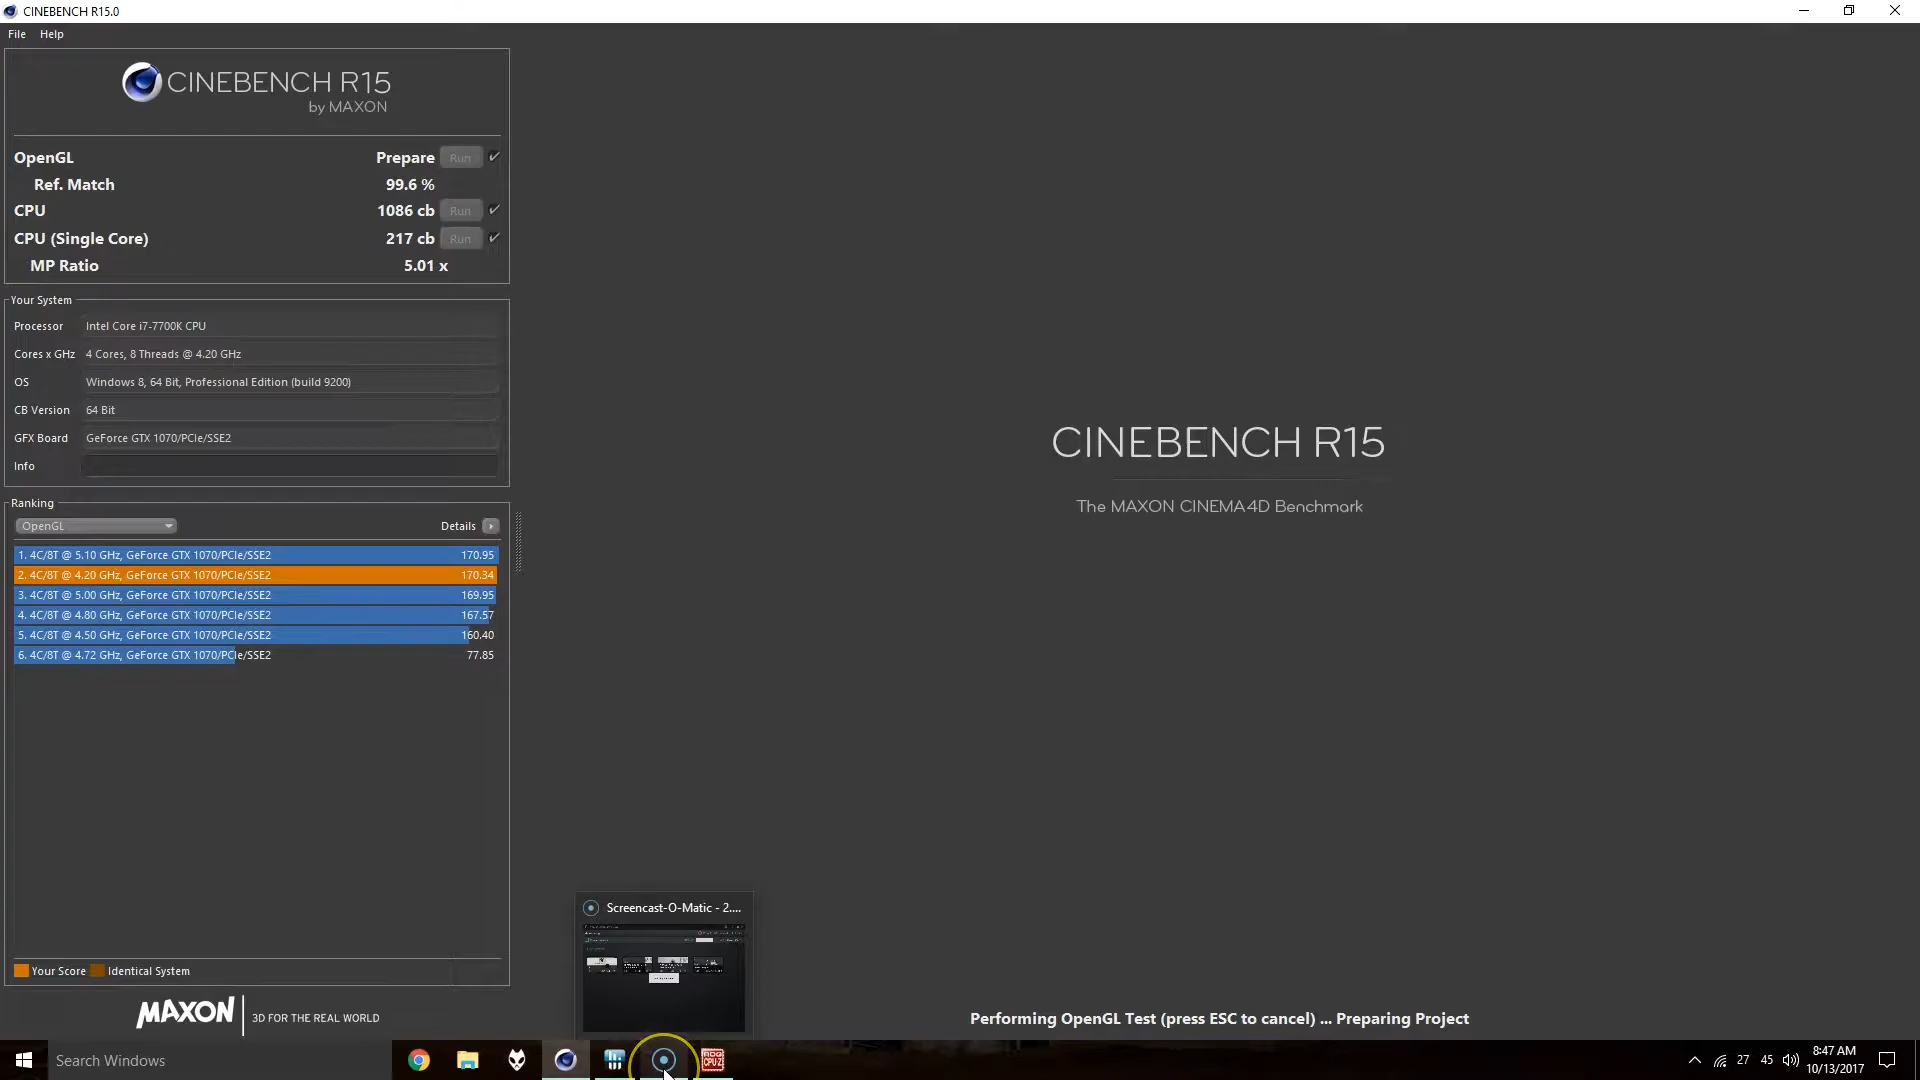 CINEBENCH R15.0
File Help
CINEBENCH R15
by MAXON
OpenGL Prepare Run
Ref. Match 99.6 %
CPU 1086 cb Run
CPU (Single Core) 217 cb Run
MP Ratio 5.01 x
Your System
Processor Intel Core i7-7700K CPU
Cores x GHz 4 Cores, 8 Threads @ 4.20 GHz
OS Windows 8, 64 Bit, Professional Edition (build 9200)
CB Version 64 Bit
GFX Board GeForce GTX 1070/PCIe/SSE2
Info
Ranking
OpenGL Details
1. 4C/8T @ 5.10 GHz, GeForce GTX 1070/PCIe/SSE2 170.95
2. 4C/8T @ 4.20 GHz, GeForce GTX 1070/PCIe/SSE2 170.34
3. 4C/8T @ 5.00 GHz, GeForce GTX 1070/PCIe/SSE2 169.95
4. 4C/8T @ 4.80 GHz, GeForce GTX 1070/PCIe/SSE2 167.57
5. 4C/8T @ 4.50 GHz, GeForce GTX 1070/PCIe/SSE2 160.40
6. 4C/8T @ 4.72 GHz, GeForce GTX 1070/PCIe/SSE2 77.85
Your Score Identical System
MAXON 3D FOR THE REAL WORLD
CINEBENCH R15
The MAXON CINEMA4D Benchmark
Screencast-O-Matic - 2....
Performing OpenGL Test (press ESC to cancel) ... Preparing Project
Search Windows
CPU-Z
27 45
8:47 AM
10/13/2017